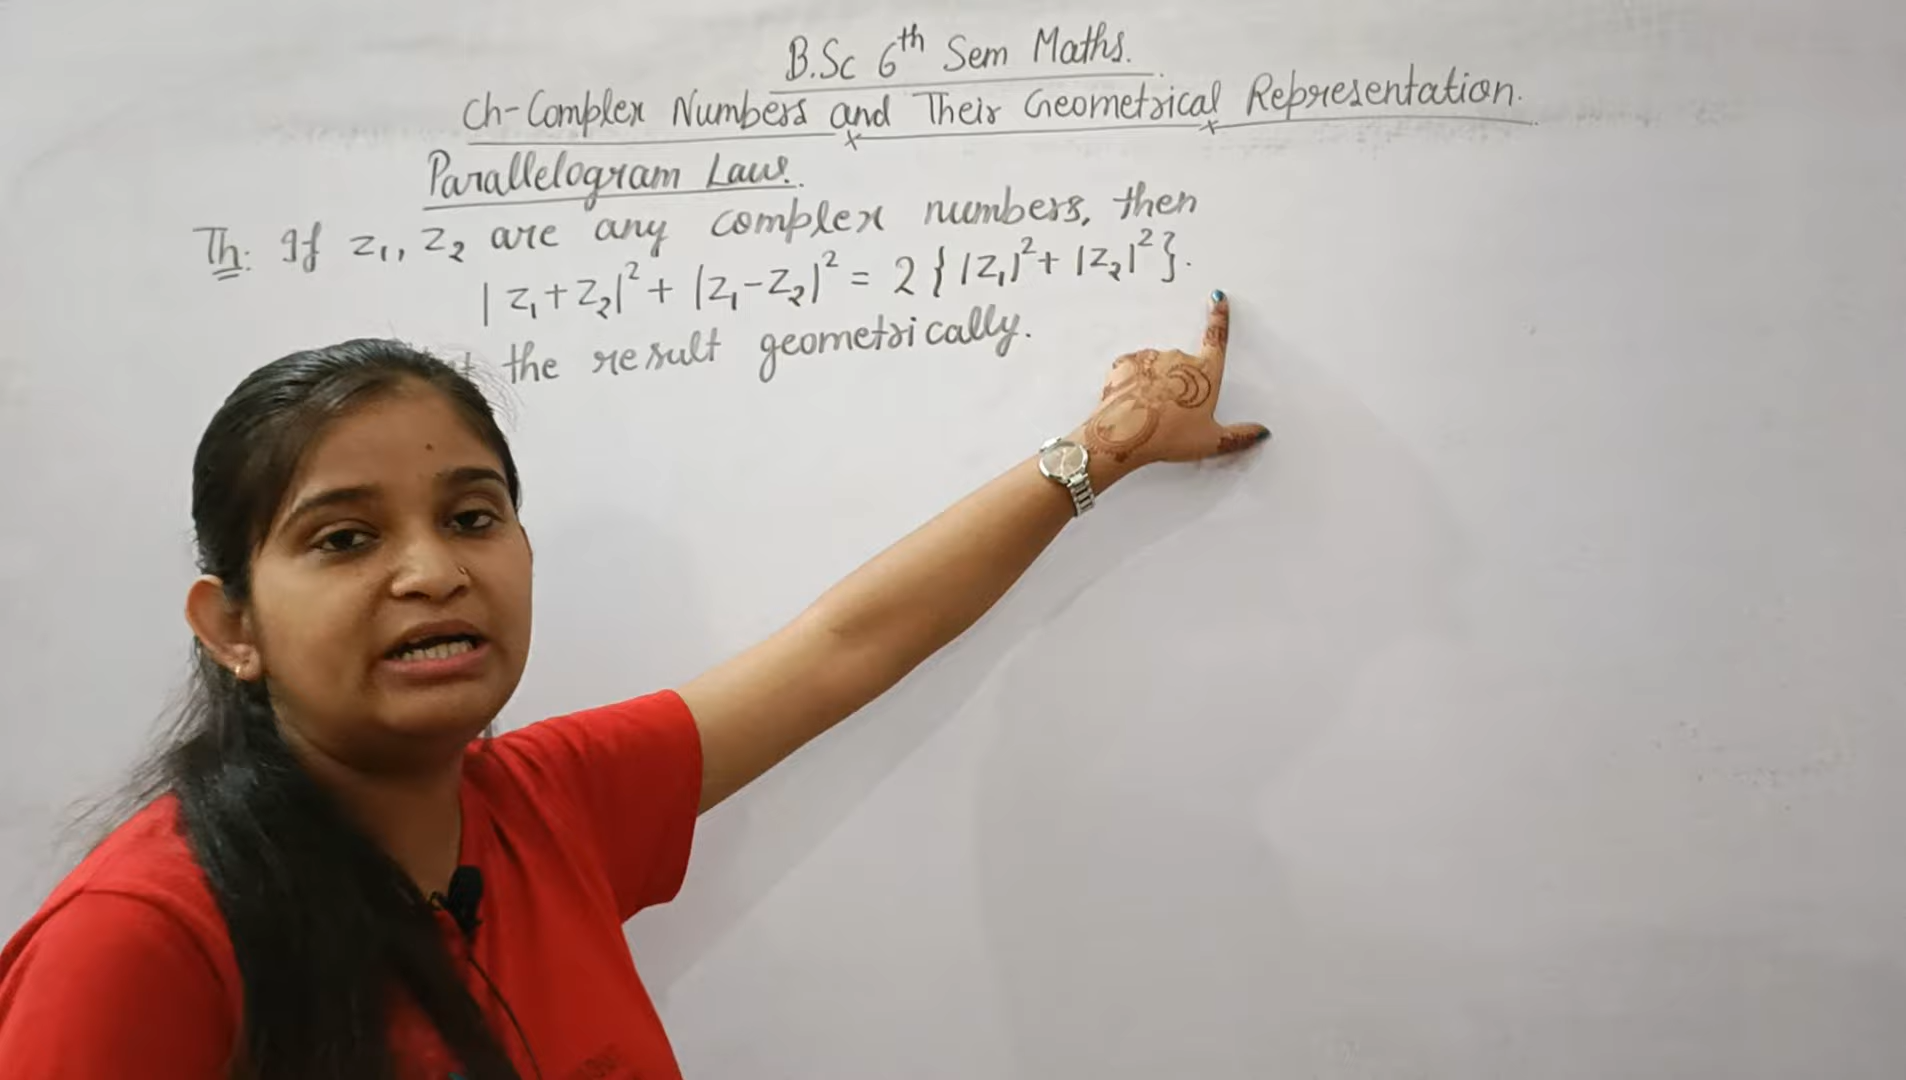 B.Sc 6th Sem Maths.
Ch-Complex Numbers and Their Geometrical Representation.
Parallelogram Law.
Th: If z₁, z₂ are any complex numbers, then
|z₁+z₂|² + |z₁-z₂|² = 2{|z₁|² + |z₂|²}.
the result geometrically.